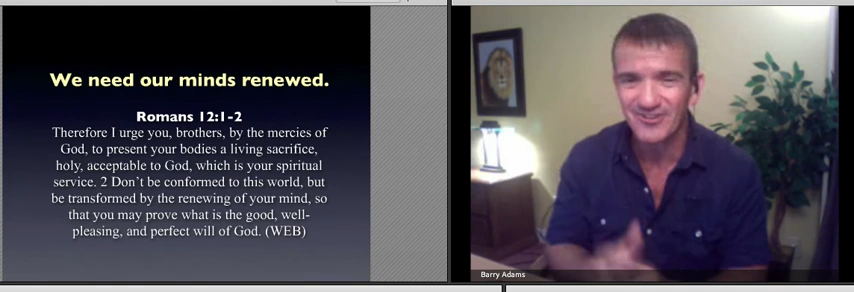 We need our minds renewed.
Romans 12:1-2
Therefore I urge you, brothers, by the mercies of
God, to present your bodies a living sacrifice,
holy, acceptable to God, which is your spiritual
service. 2 Don't be conformed to this world, but
be transformed by the renewing of your mind, so
that you may prove what is the good, well-
pleasing, and perfect will of God. (WEB)
Barry Adams